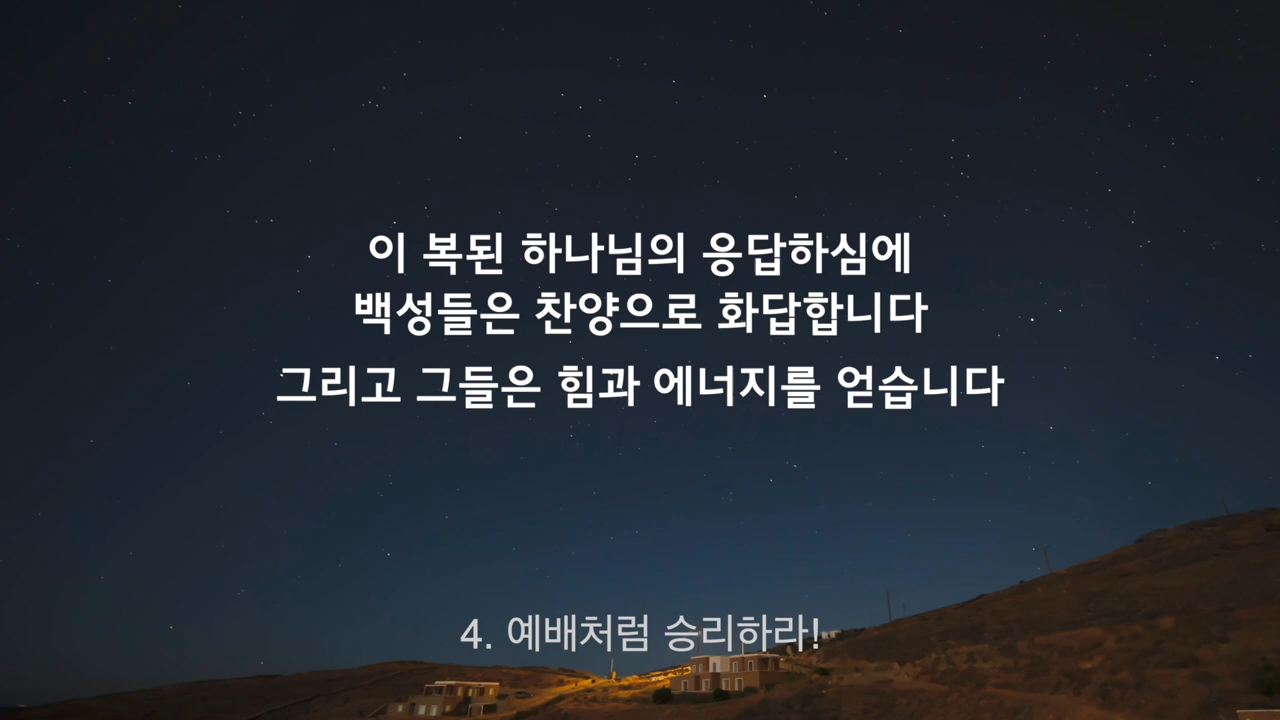 이 복된 하나님의 응답하심에
백성들은 찬양으로 화답합니다
그리고 그들은 힘과 에너지를 얻습니다
4. 예배처럼 승리하라!